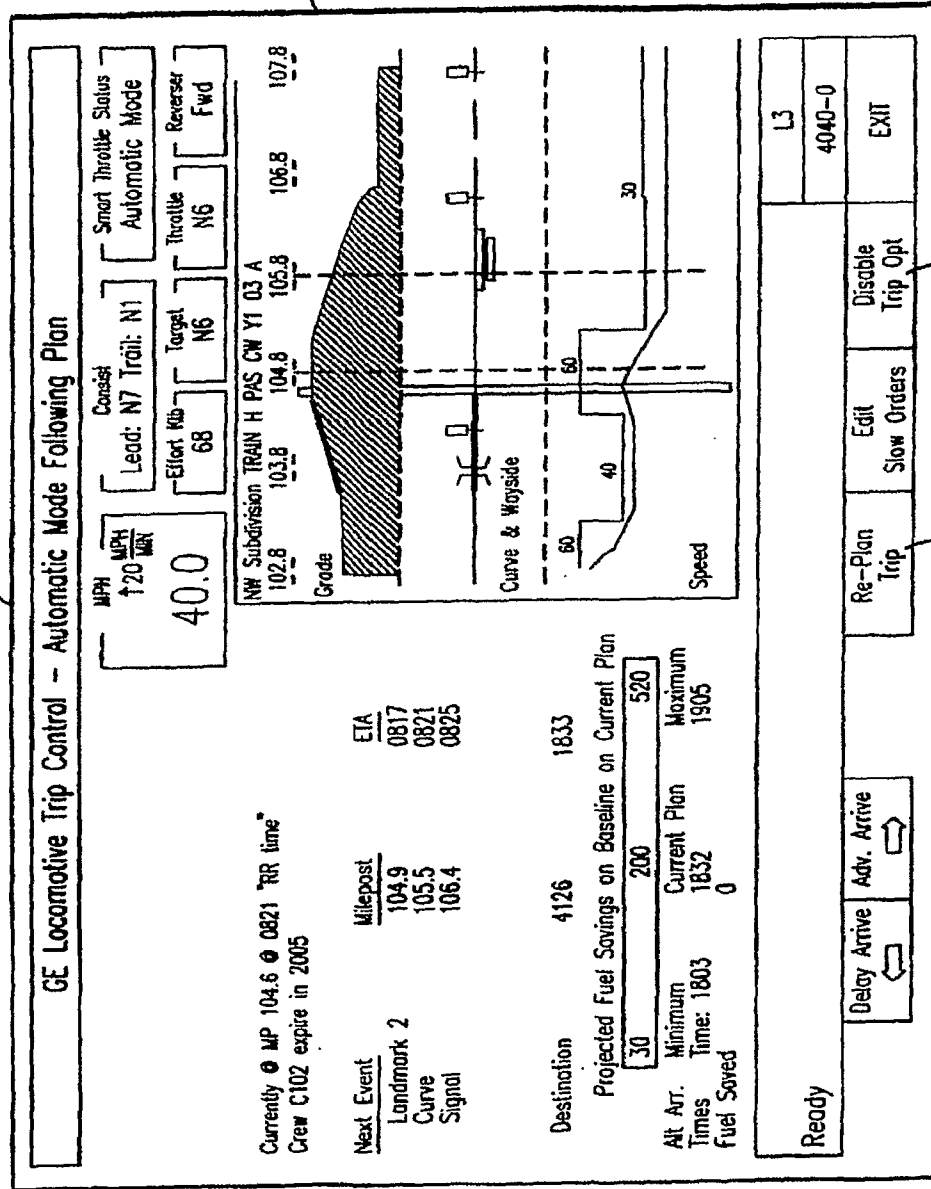 GE Locomotive Trip Control - Automatic Mode Following Plan
MPH
↑20 MPH/MIN
40.0
Consist
Lead: N7 Trail: N1
Smart Throttle Status
Automatic Mode
Effort Klb
68
Target
N6
Throttle
N6
Reverser
Fwd
Currently @ MP 104.6 @ 0821 "RR time"
Crew C102 expire in 2005
Next Event Milepost ETA
Landmark 2 104.9 0817
Curve 105.5 0821
Signal 106.4 0825
Destination 4126 1833
Projected Fuel Savings on Baseline on Current Plan
30 200 520
Alt Arr. Minimum Current Plan Maximum
Times Time: 1803 1832 1905
Fuel Saved 0
NW Subdivision TRAIN H PAS CW Y1 03 A
102.8 103.8 104.8 105.8 106.8 107.8
Grade
Curve & Wayside
60
40
60
30
Speed
Ready
L3
4040-0
Delay Arrive
Adv. Arrive
Re-Plan
Trip
Edit
Slow Orders
Disable
Trip Opt
EXIT